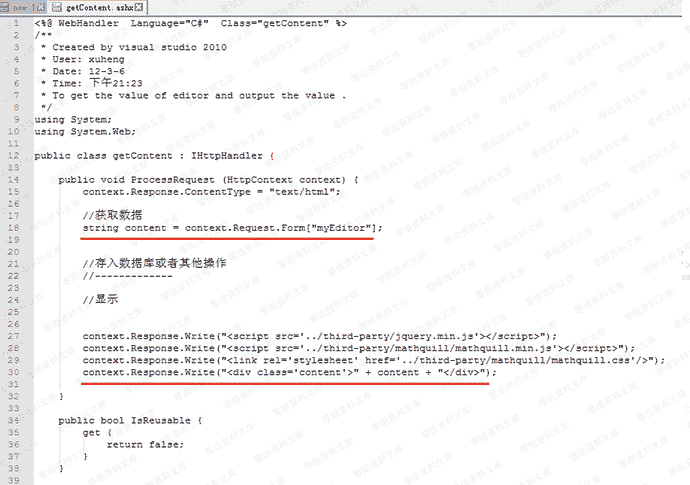 new 1 getContent.ashx
1 <%@ WebHandler Language="C#" Class="getContent" %>
2 /**
3 * Created by visual studio 2010
4 * User: xuheng
5 * Date: 12-3-6
6 * Time: 下午21:23
7 * To get the value of editor and output the value .
8 */
9 using System;
10 using System.Web;
11
12 public class getContent : IHttpHandler {
13
14 public void ProcessRequest (HttpContext context) {
15 context.Response.ContentType = "text/html";
16
17 //获取数据
18 string content = context.Request.Form["myEditor"];
19
20
21 //存入数据库或者其他操作
22 //-------------
23
24 //显示
25
26
27 context.Response.Write("<script src='../third-party/jquery.min.js'></script>");
28 context.Response.Write("<script src='../third-party/mathquill/mathquill.min.js'></script>");
29 context.Response.Write("<link rel='stylesheet' href='../third-party/mathquill/mathquill.css'/>");
30 context.Response.Write("<div class='content'>" + content + "</div>");
31
32 }
33
34 public bool IsReusable {
35 get {
36 return false;
37 }
38 }
39
零组资料文库